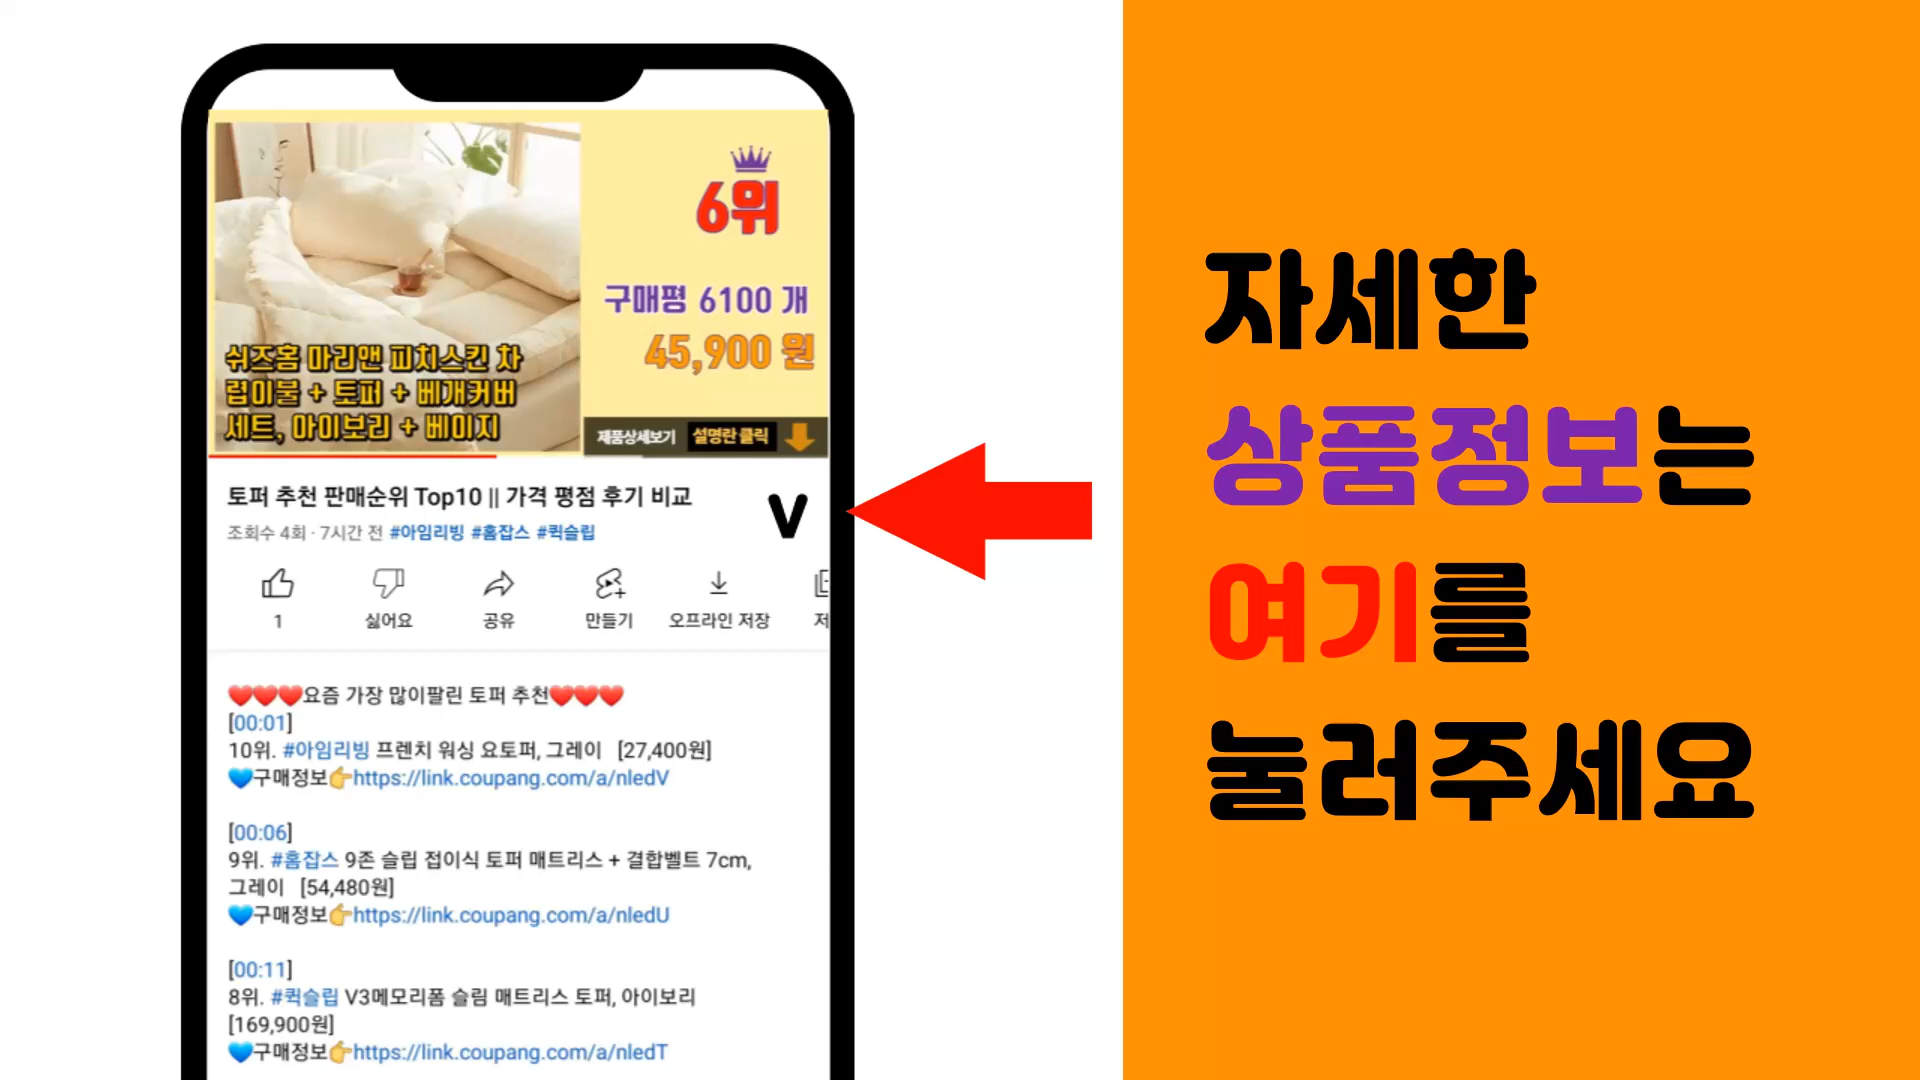 6위
구매평 6100 개
45,900 원
쉬즈홈 마리앤 피치스킨 차
렵이불 + 토퍼 + 베개커버
세트, 아이보리 + 베이지
제품상세보기 설명란 클릭
토퍼 추천 판매순위 Top10 || 가격 평점 후기 비교
V
조회수 4회 · 7시간 전 #아임리빙 #홈잡스 #퀵슬립
1 싫어요 공유 만들기 오프라인 저장 저
❤️❤️❤️요즘 가장 많이팔린 토퍼 추천❤️❤️❤️
[00:01]
10위. #아임리빙 프렌치 워싱 요토퍼, 그레이 [27,400원]
💙구매정보👉https://link.coupang.com/a/nledV
[00:06]
9위. #홈잡스 9존 슬립 접이식 토퍼 매트리스 + 결합벨트 7cm,
그레이 [54,480원]
💙구매정보👉https://link.coupang.com/a/nledU
[00:11]
8위. #퀵슬립 V3메모리폼 슬림 매트리스 토퍼, 아이보리
[169,900원]
💙구매정보👉https://link.coupang.com/a/nledT
자세한
상품정보는
여기를
눌러주세요